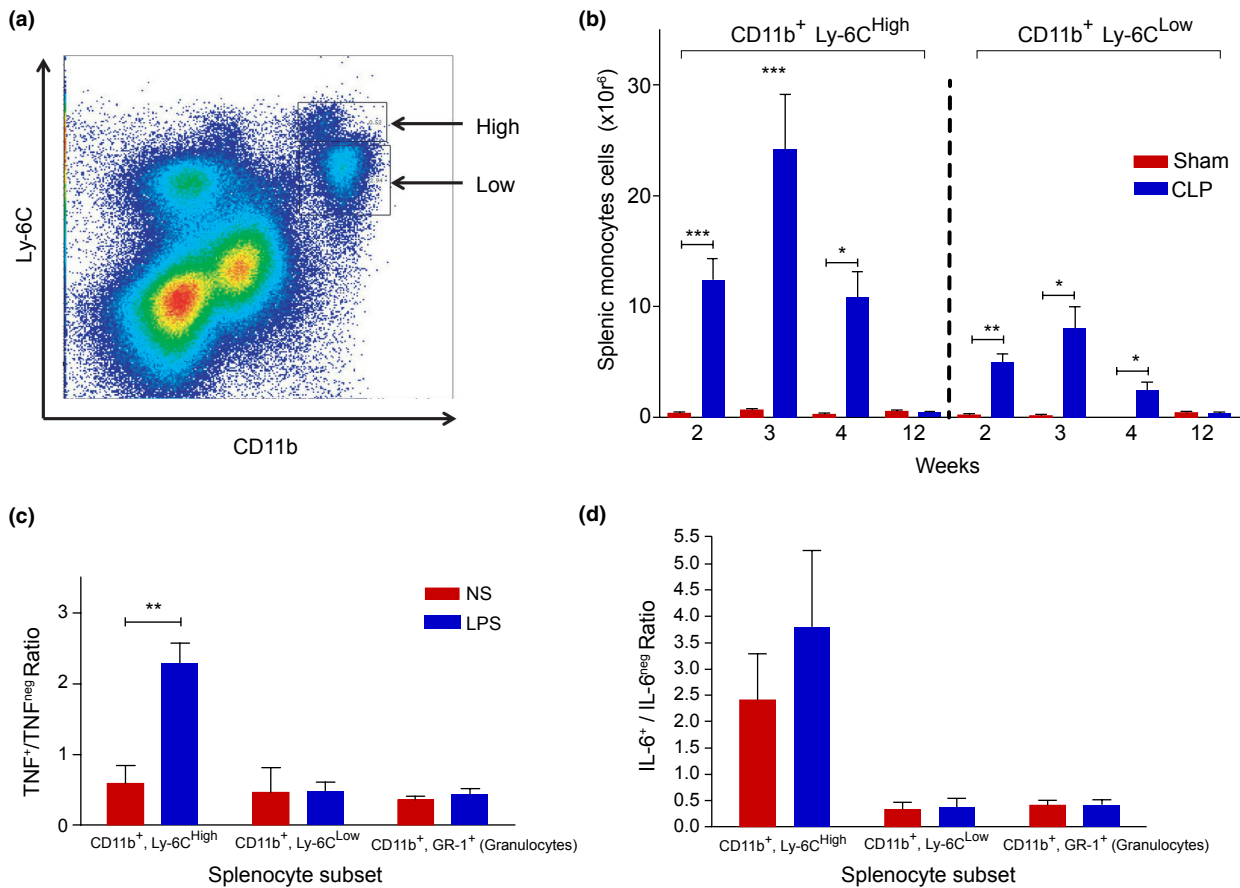 (a)
Ly-6C
High
Low
CD11b
(b)
CD11b+ Ly-6CHigh
CD11b+ Ly-6CLow
Splenic monocytes cells (x10r6)
30
20
10
0
***
***
*
**
*
*
Sham
CLP
2 3 4 12 2 3 4 12
Weeks
(c)
TNF+/TNFneg Ratio
3
2
1
0
**
NS
LPS
CD11b+, Ly-6CHigh CD11b+, Ly-6CLow CD11b+, GR-1+ (Granulocytes)
Splenocyte subset
(d)
IL-6+ / IL-6neg Ratio
5.5
5.0
4.5
4.0
3.5
3.0
2.5
2.0
1.5
1.0
0.5
0.0
CD11b+, Ly-6CHigh CD11b+, Ly-6CLow CD11b+, GR-1+ (Granulocytes)
Splenocyte subset